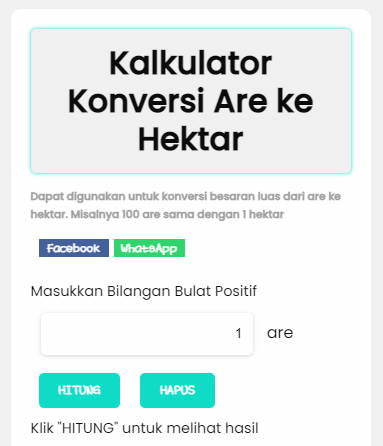 Kalkulator
Konversi Are ke
Hektar
Dapat digunakan untuk konversi besaran luas dari are ke
hektar. Misalnya 100 are sama dengan 1 hektar
Facebook WhatsApp
Masukkan Bilangan Bulat Positif
1 are
HITUNG HAPUS
Klik "HITUNG" untuk melihat hasil